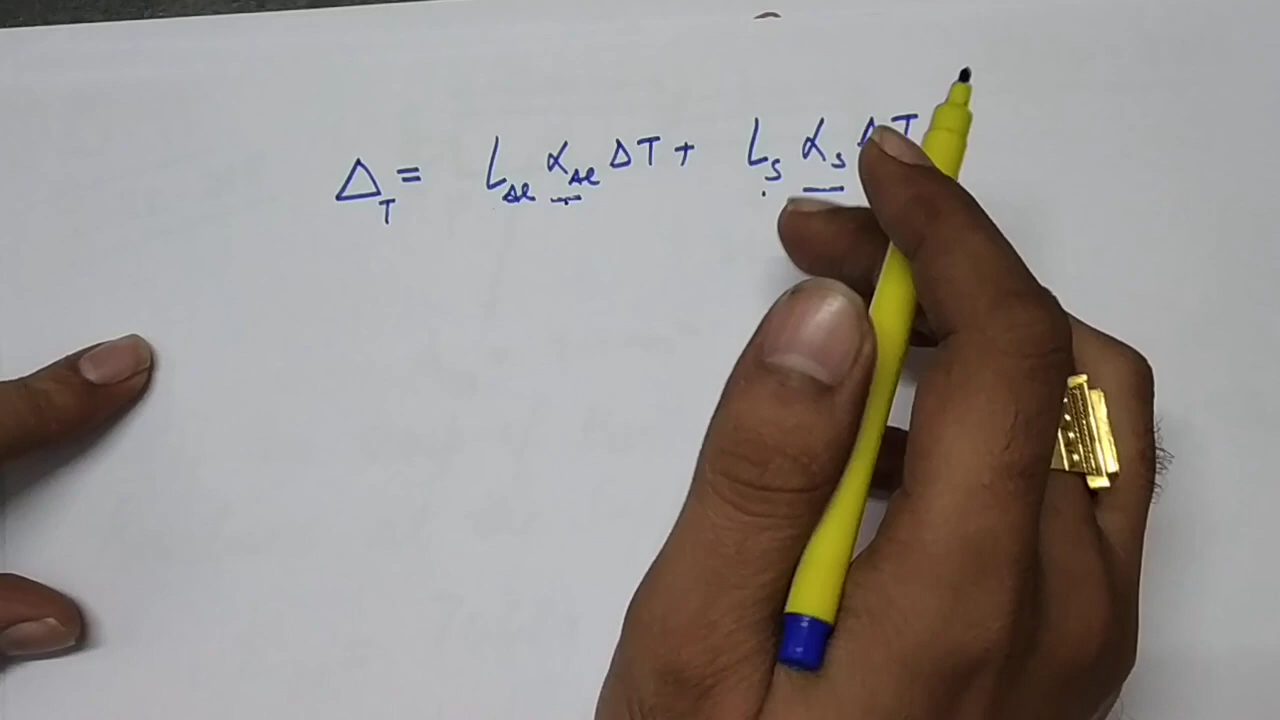 Δ_T = L_Al α_Al ΔT + L_s α_s ΔT